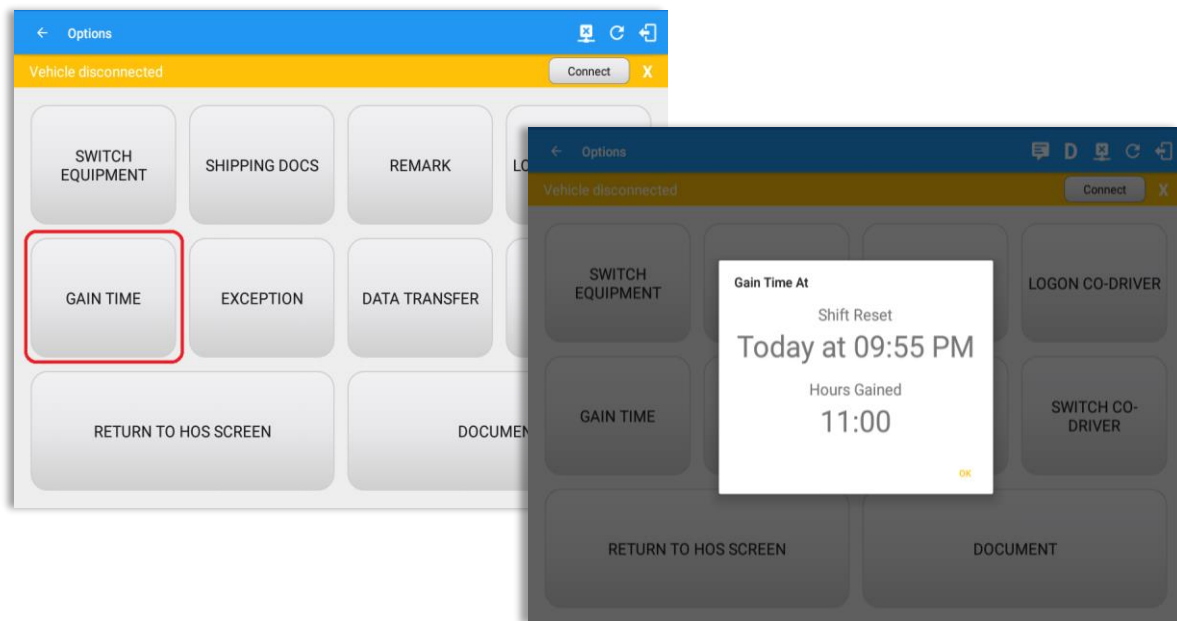 Options
Vehicle disconnected
Connect X
SWITCH
EQUIPMENT
SHIPPING DOCS
REMARK
LO
GAIN TIME
EXCEPTION
DATA TRANSFER
RETURN TO HOS SCREEN
DOCUMEN
Options
D
Vehicle disconnected
Connect X
SWITCH
EQUIPMENT
LOGON CO-DRIVER
Gain Time At
Shift Reset
Today at 09:55 PM
Hours Gained
11:00
OK
GAIN TIME
SWITCH CO-
DRIVER
RETURN TO HOS SCREEN
DOCUMENT